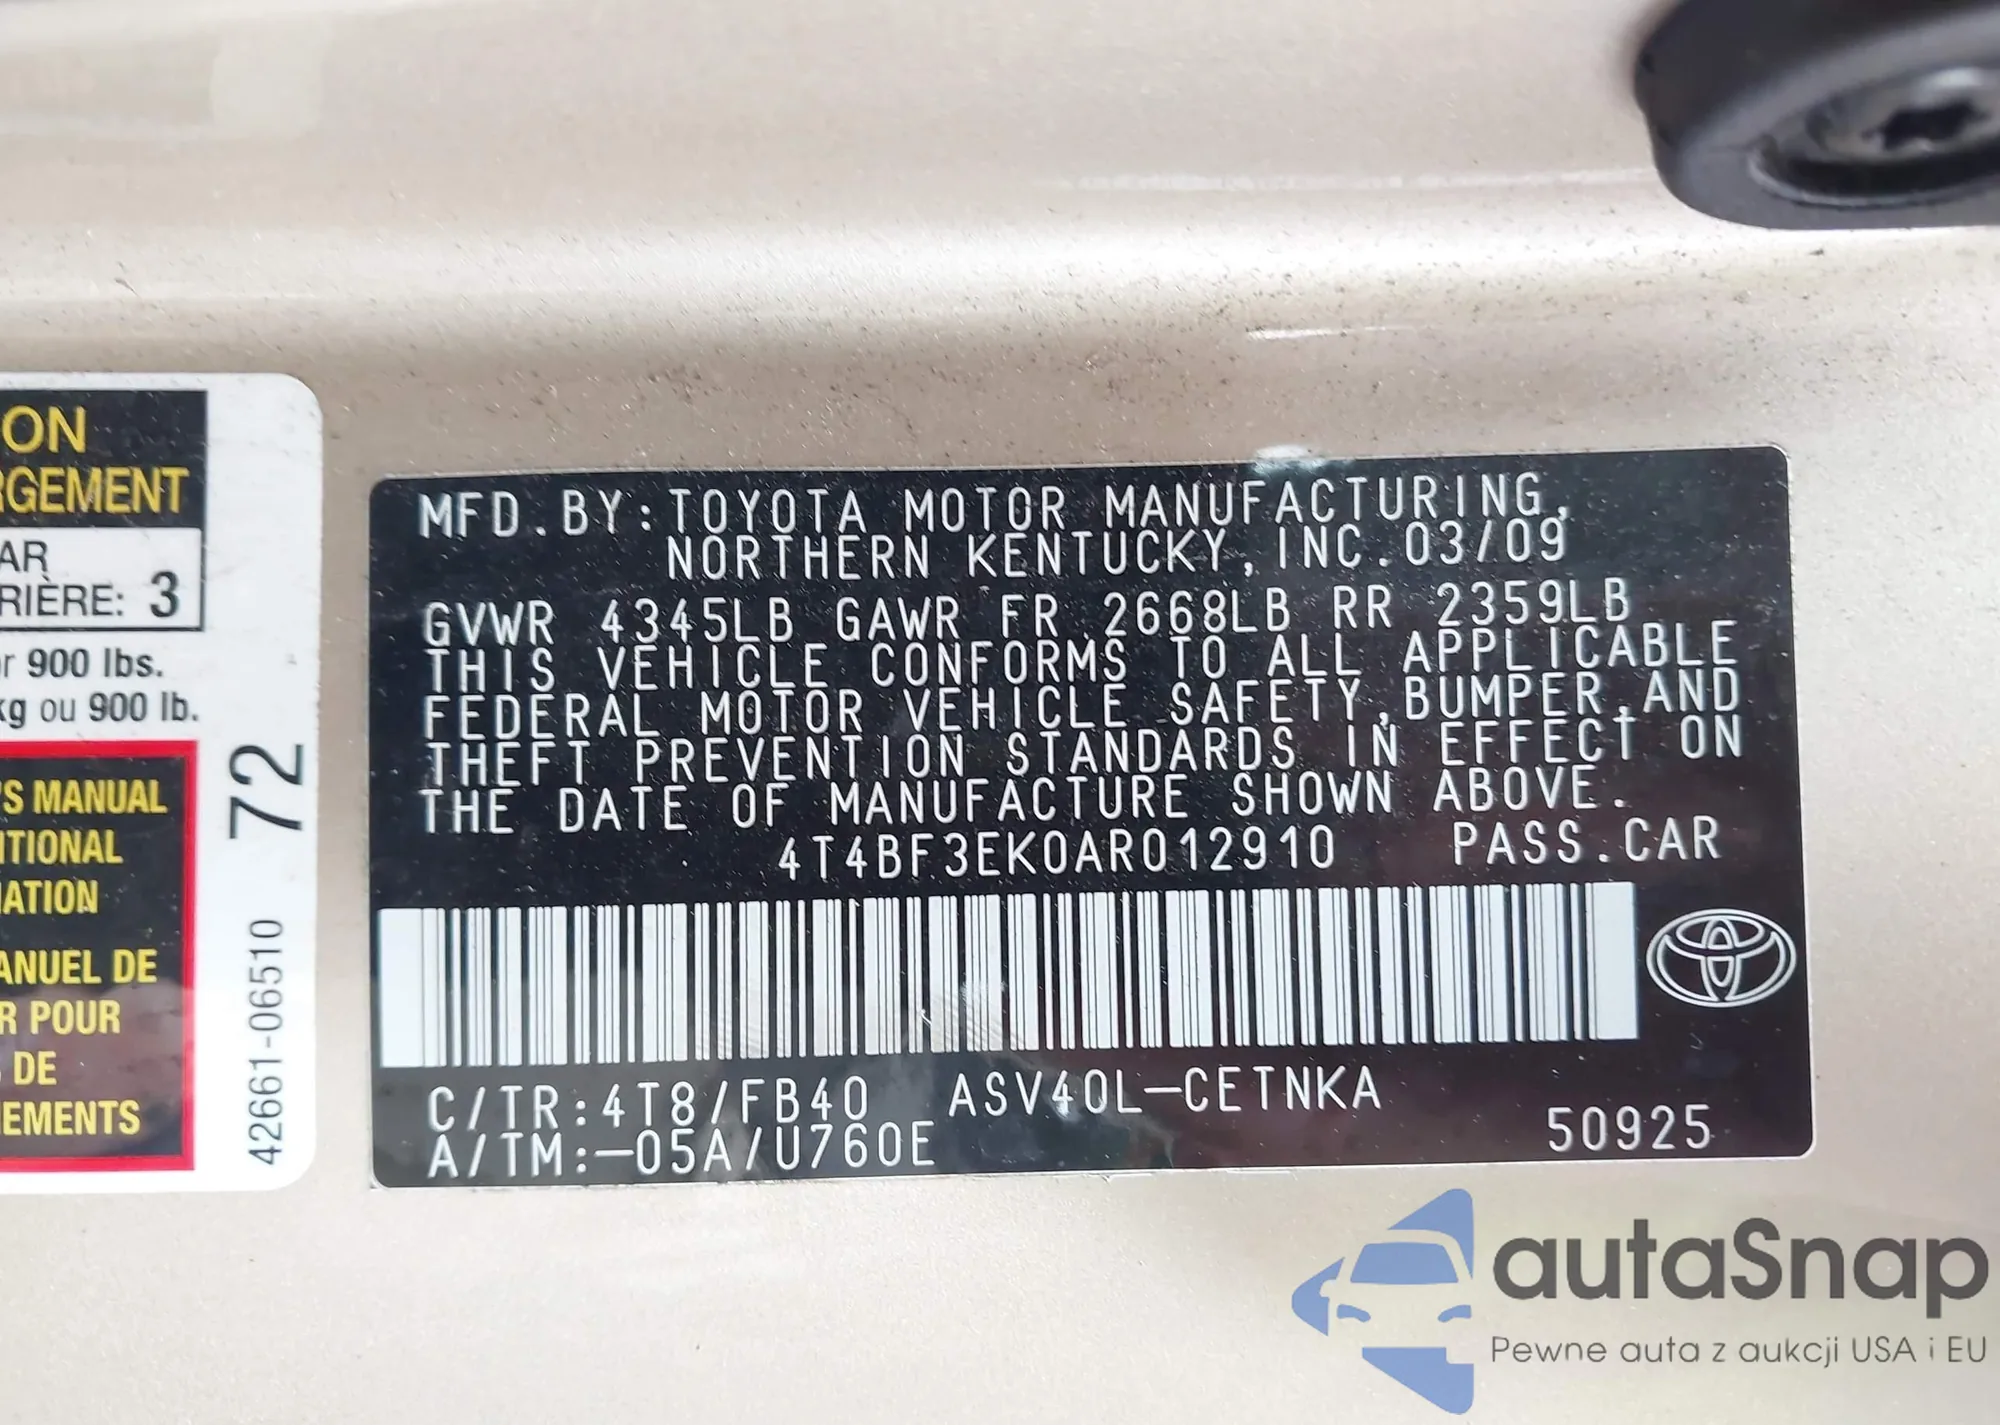 ON
RGEMENT
AR
RIÈRE: 3
r 900 lbs.
kg ou 900 lb.
'S MANUAL
ITIONAL
IATION
ANUEL DE
R POUR
DE
EMENTS
72
42661-06510
MFD.BY:TOYOTA MOTOR MANUFACTURING,
NORTHERN KENTUCKY,INC.03/09
GVWR 4345LB GAWR FR 2668LB RR 2359LB
THIS VEHICLE CONFORMS TO ALL APPLICABLE
FEDERAL MOTOR VEHICLE SAFETY,BUMPER,AND
THEFT PREVENTION STANDARDS IN EFFECT ON
THE DATE OF MANUFACTURE SHOWN ABOVE.
4T4BF3EK0AR012910 PASS.CAR
C/TR:4T8/FB40 ASV40L-CETNKA
A/TM:-05A/U760E 50925
autaSnap
Pewne auta z aukcji USA i EU